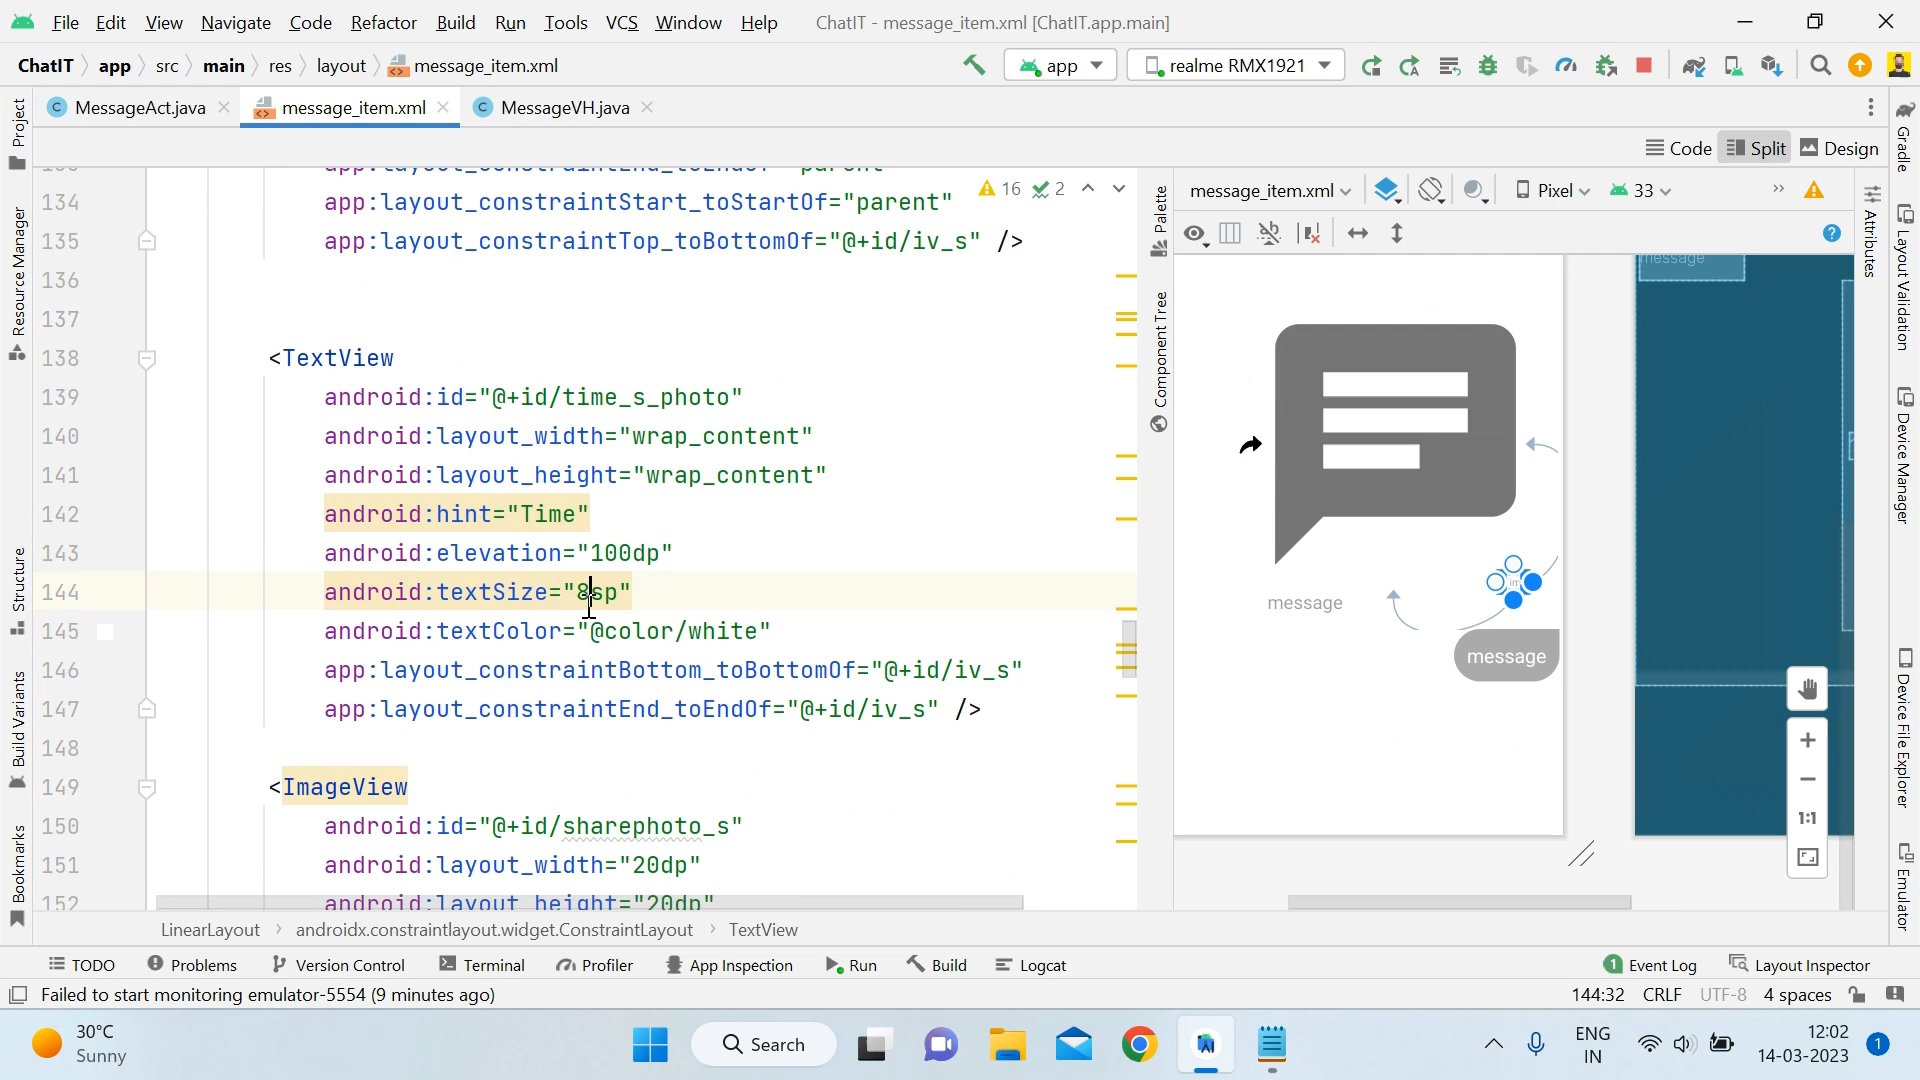 File Edit View Navigate Code Refactor Build Run Tools VCS Window Help ChatIT - message_item.xml [ChatIT.app.main]
ChatIT app src main res layout message_item.xml app realme RMX1921
MessageAct.java message_item.xml MessageVH.java
Code Split Design
Project
Resource Manager
Structure
Build Variants
Bookmarks
16 2
134 app:layout_constraintStart_toStartOf="parent"
135 app:layout_constraintTop_toBottomOf="@+id/iv_s" />
136
137
138 <TextView
139 android:id="@+id/time_s_photo"
140 android:layout_width="wrap_content"
141 android:layout_height="wrap_content"
142 android:hint="Time"
143 android:elevation="100dp"
144 android:textSize="8sp"
145 android:textColor="@color/white"
146 app:layout_constraintBottom_toBottomOf="@+id/iv_s"
147 app:layout_constraintEnd_toEndOf="@+id/iv_s" />
148
149 <ImageView
150 android:id="@+id/sharephoto_s"
151 android:layout_width="20dp"
152 android:layout_height="20dp"
Palette
Component Tree
message_item.xml Pixel 33
message
message
message
1:1
Attributes
Gradle
Layout Validation
Device Manager
Device File Explorer
Emulator
LinearLayout androidx.constraintlayout.widget.ConstraintLayout TextView
TODO Problems Version Control Terminal Profiler App Inspection Run Build Logcat 1 Event Log Layout Inspector
Failed to start monitoring emulator-5554 (9 minutes ago) 144:32 CRLF UTF-8 4 spaces
30°C
Sunny
Search
ENG
IN
12:02
14-03-2023
1